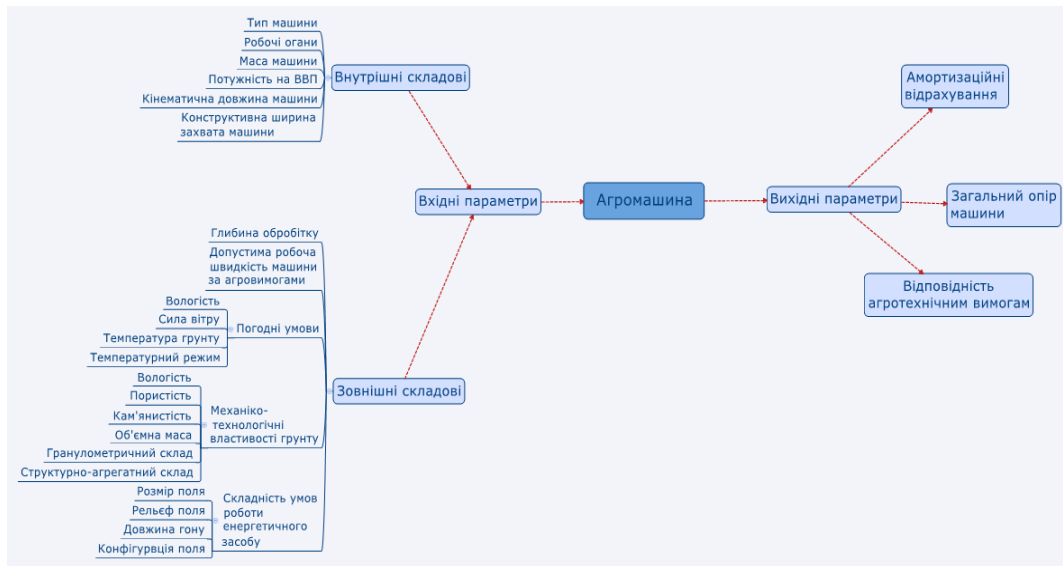 Тип машини
Робочі огани
Маса машини
Потужність на ВВП
Кінематична довжина машини
Конструктивна ширина
захвата машини
Внутрішні складові
Вхідні параметри
Агромашина
Вихідні параметри
Амортизаційні
відрахування
Загальний опір
машини
Відповідність
агротехнічним вимогам
Глибина обробітку
Допустима робоча
швидкість машини
за агровимогами
Вологість
Сила вітру
Температура грунту
Температурний режим
Погодні умови
Зовнішні складові
Вологість
Пористість
Кам'янистість
Об'ємна маса
Гранулометричний склад
Структурно-агрегатний склад
Механіко-
технологічні
властивості грунту
Розмір поля
Рельєф поля
Довжина гону
Конфігурвція поля
Складність умов
роботи
енергетичного
засобу